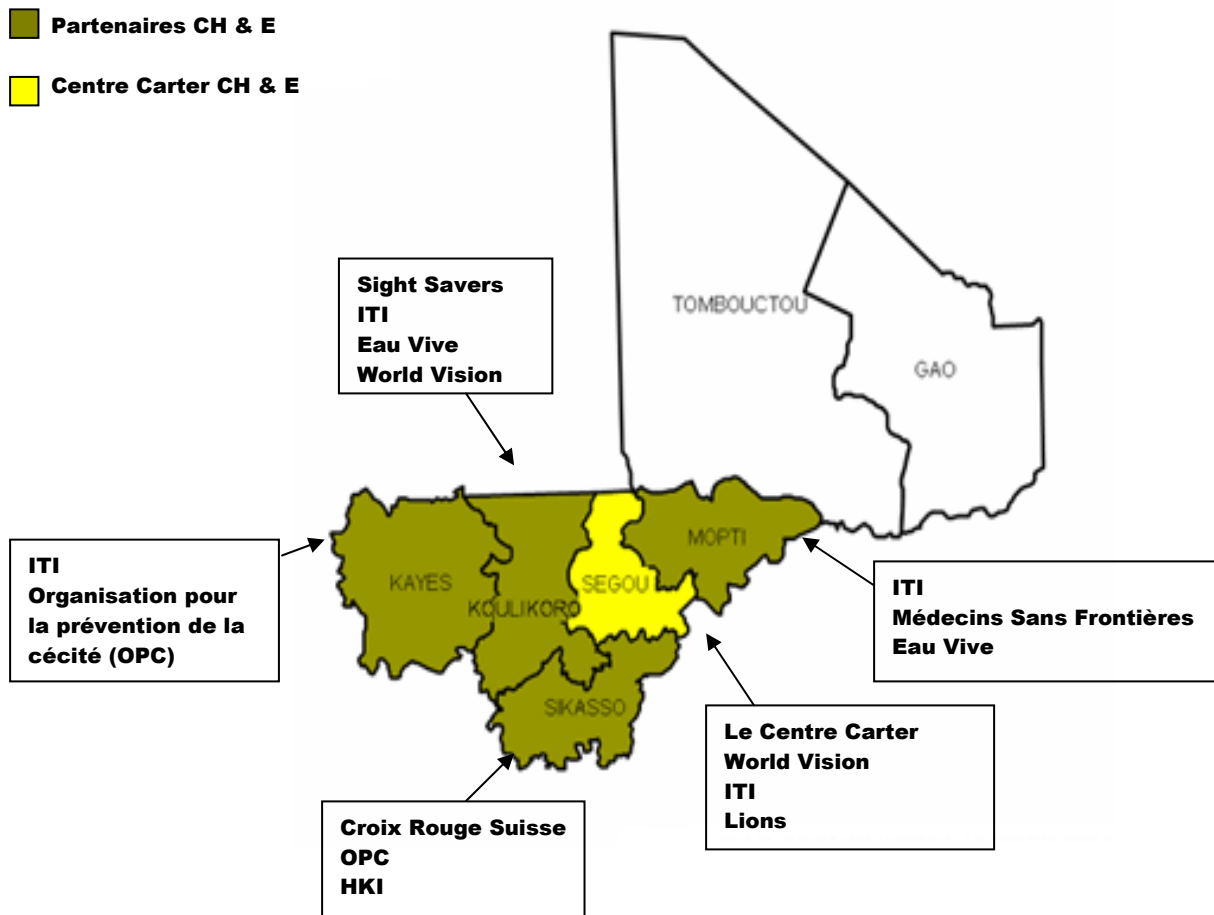 Partenaires CH & E
Centre Carter CH & E
Sight Savers
ITI
Eau Vive
World Vision
TOMBOUCTOU
GAO
ITI
Organisation pour
la prévention de la
cécité (OPC)
KAYES
KOULIKORO
SEGOU
MOPTI
SIKASSO
ITI
Médecins Sans Frontières
Eau Vive
Le Centre Carter
World Vision
ITI
Lions
Croix Rouge Suisse
OPC
HKI